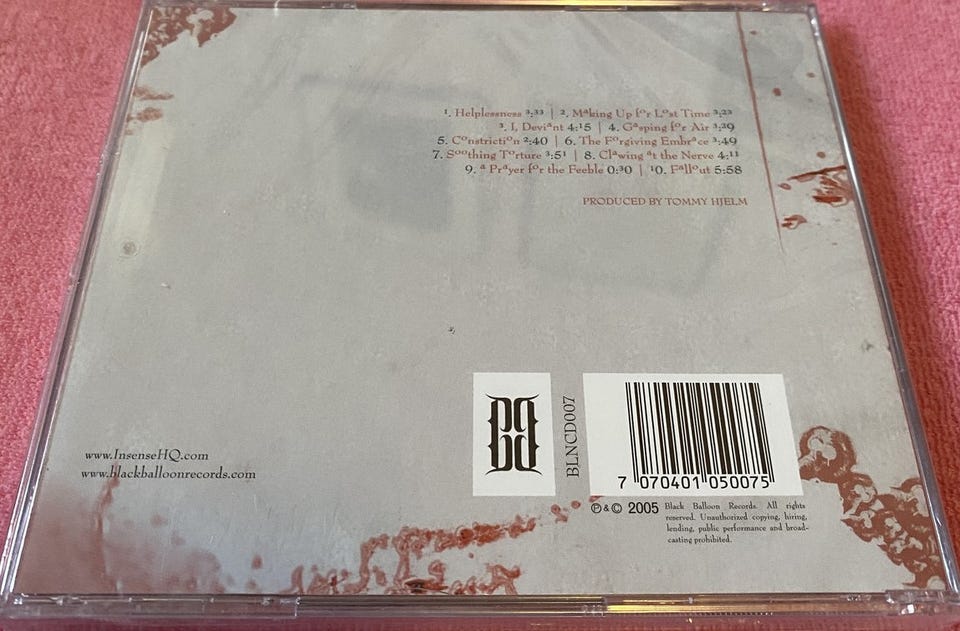 1. Helplessness 3:33 | 2. Making Up for Lost Time 3:23
3. I, Deviant 4:15 | 4. Gasping for Air 3:29
5. Constriction 2:40 | 6. The Forgiving Embrace 3:49
7. Soothing Torture 3:51 | 8. Clawing at the Nerve 4:11
9. a Prayer for the Feeble 0:30 | 10. Fallout 5:58
PRODUCED BY TOMMY HJELM
www.InsenseHQ.com
www.blackballoonrecords.com
BLNCD007
7 070401 050075
℗ & © 2005 Black Balloon Records. All rights
reserved. Unauthorized copying, hiring,
lending, public performance and broad-
casting prohibited.